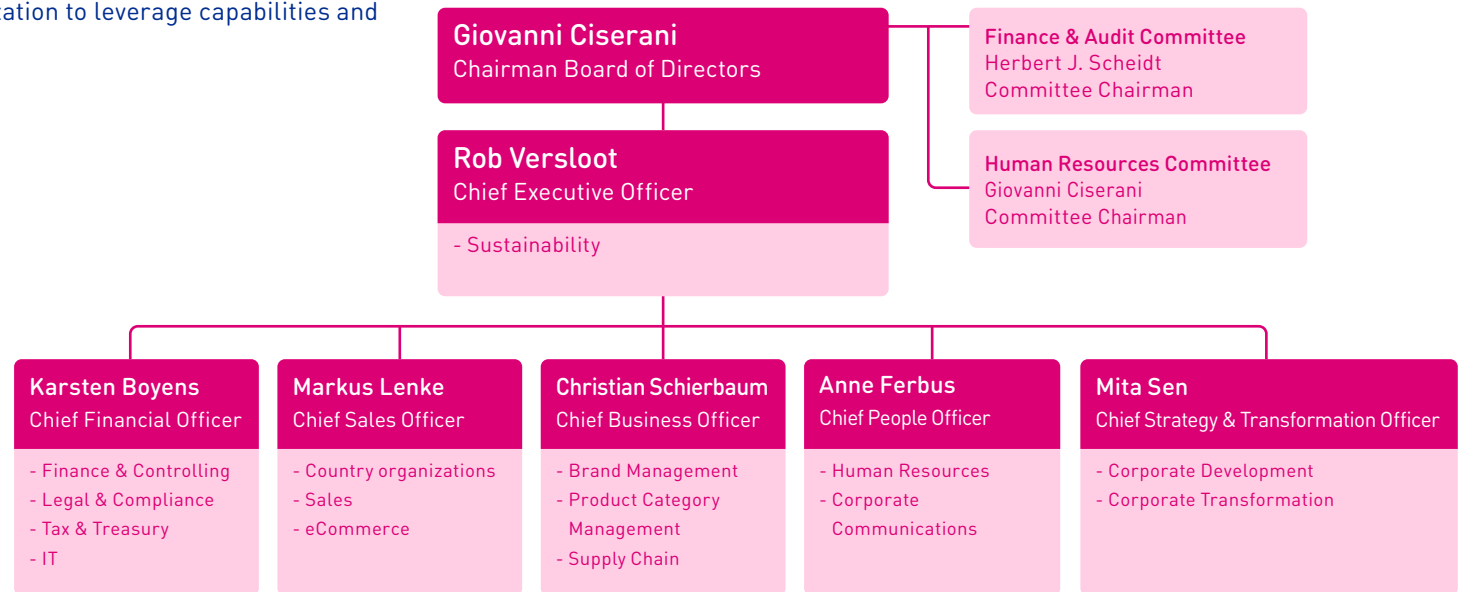 zation to leverage capabilities and
Giovanni Ciserani
Chairman Board of Directors
Finance & Audit Committee
Herbert J. Scheidt
Committee Chairman
Rob Versloot
Chief Executive Officer
- Sustainability
Human Resources Committee
Giovanni Ciserani
Committee Chairman
Karsten Boyens
Chief Financial Officer
- Finance & Controlling
- Legal & Compliance
- Tax & Treasury
- IT
Markus Lenke
Chief Sales Officer
- Country organizations
- Sales
- eCommerce
Christian Schierbaum
Chief Business Officer
- Brand Management
- Product Category
Management
- Supply Chain
Anne Ferbus
Chief People Officer
- Human Resources
- Corporate
Communications
Mita Sen
Chief Strategy & Transformation Officer
- Corporate Development
- Corporate Transformation